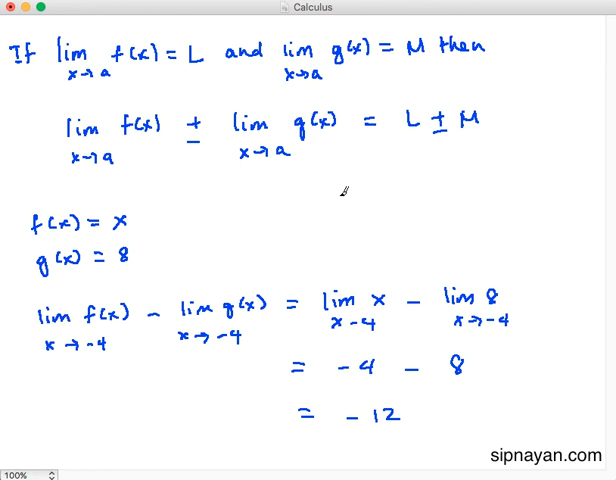 Calculus
If lim f(x) = L and lim g(x) = M then
x→a x→a
lim f(x) ± lim g(x) = L ± M
x→a x→a
f(x) = x
g(x) = 8
lim f(x) - lim g(x) = lim x - lim 8
x→-4 x→-4 x-4 x→-4
= -4 - 8
= -12
sipnayan.com
100%